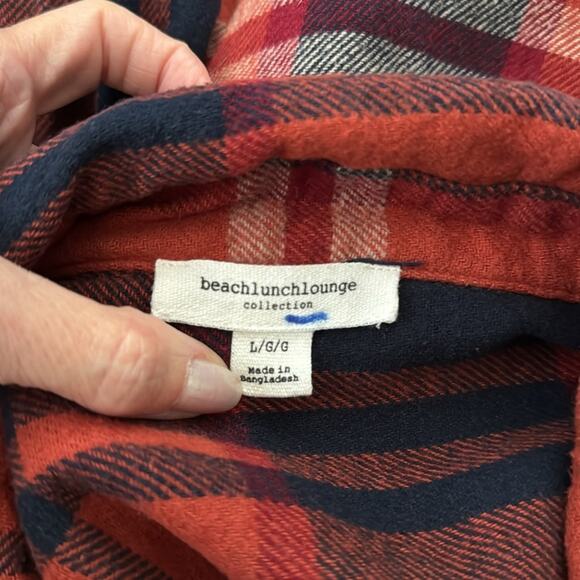 beachlunchlounge
collection
L/G/G
Made in
Bangladesh